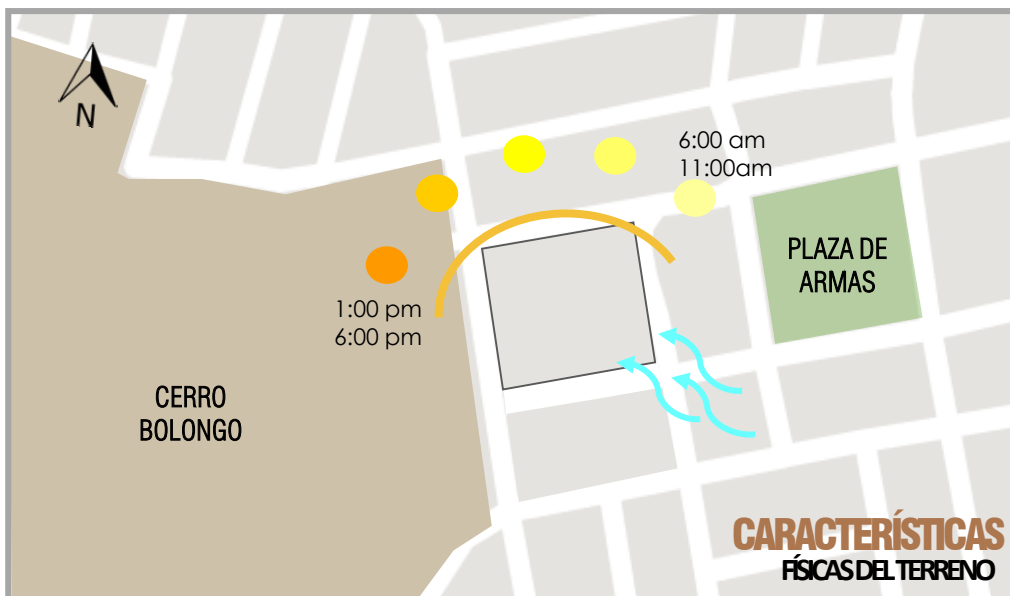 N
6:00 am
11:00am
PLAZA DE
ARMAS
1:00 pm
6:00 pm
CERRO
BOLONGO
CARACTERÍSTICAS
FÍSICAS DEL TERRENO